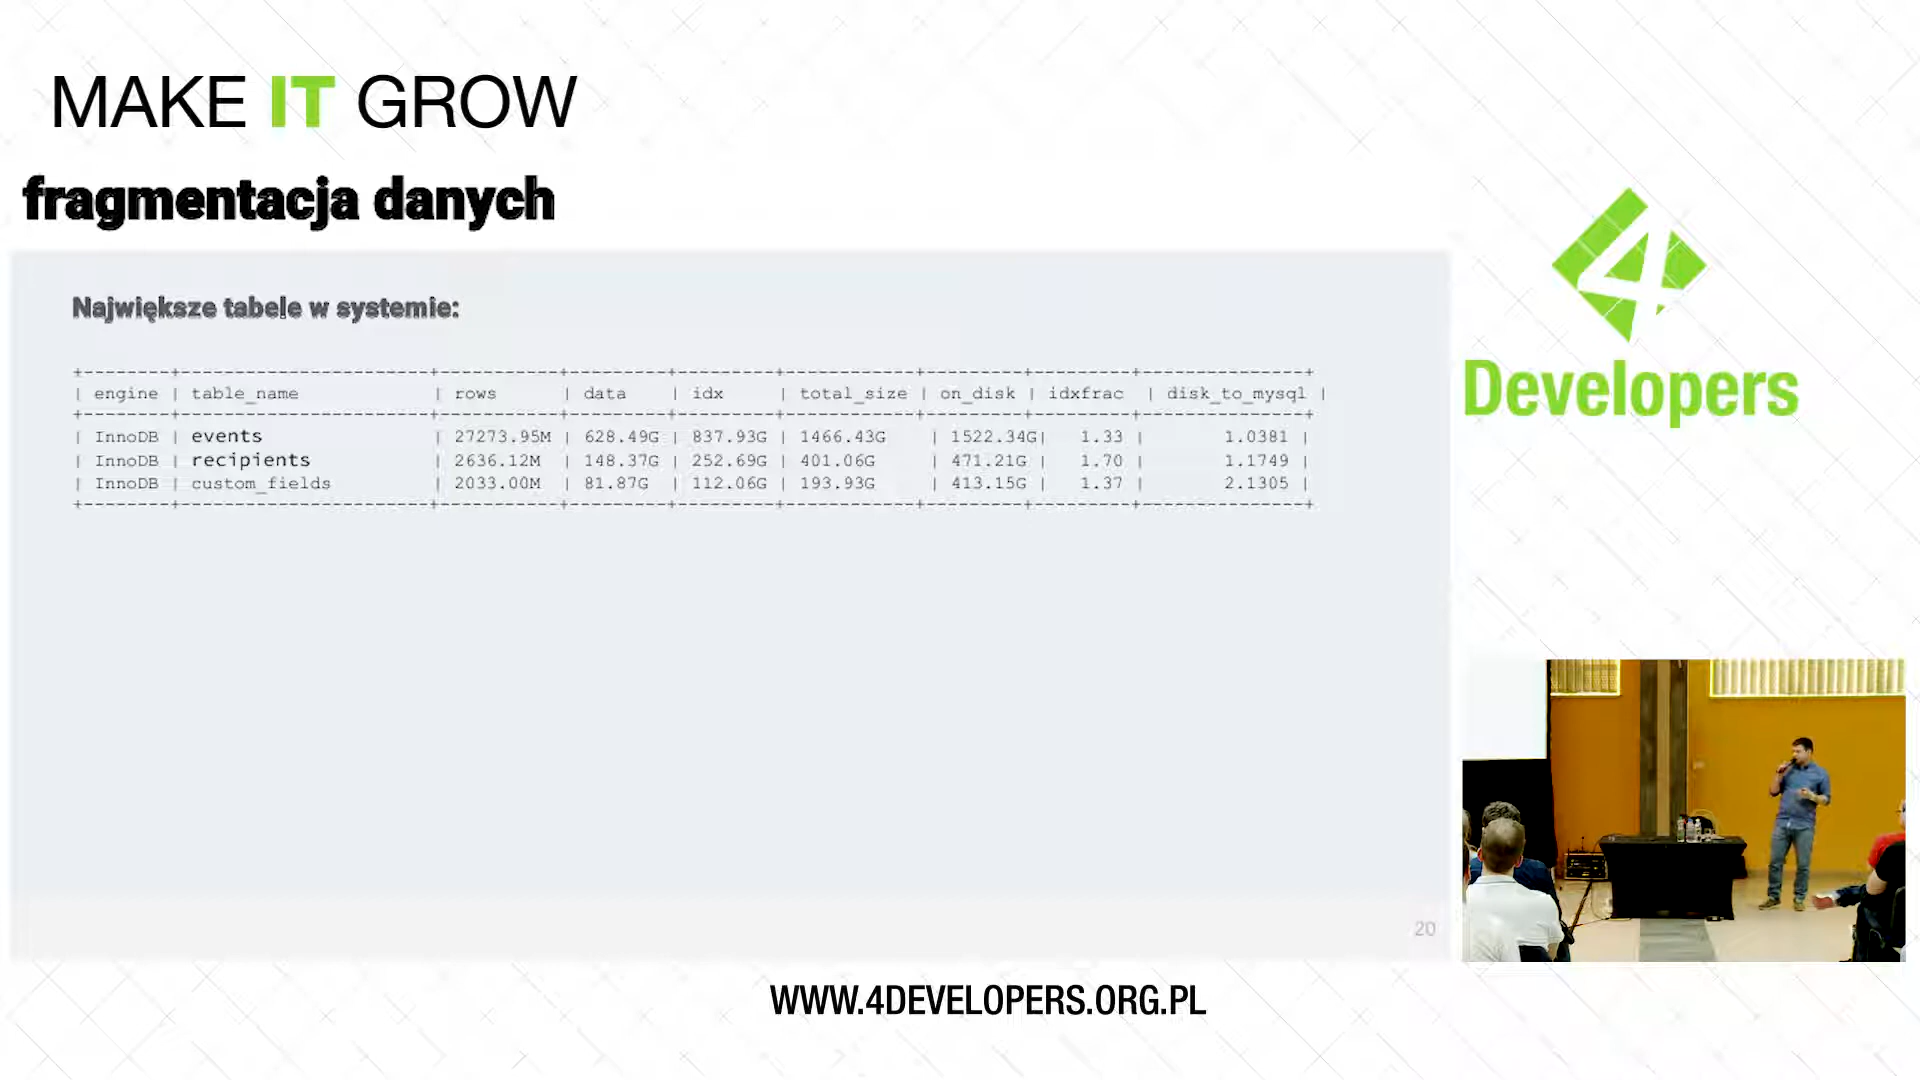 MAKE IT GROW
fragmentacja danych
Największe tabele w systemie:
+--------+----------------------+-----------+---------+---------+------------+---------+---------+---------------+
| engine | table_name | rows | data | idx | total_size | on_disk | idxfrac | disk_to_mysql |
+--------+----------------------+-----------+---------+---------+------------+---------+---------+---------------+
| InnoDB | events | 27273.95M | 628.49G | 837.93G | 1466.43G | 1522.34G| 1.33 | 1.0381 |
| InnoDB | recipients | 2636.12M | 148.37G | 252.69G | 401.06G | 471.21G | 1.70 | 1.1749 |
| InnoDB | custom_fields | 2033.00M | 81.87G | 112.06G | 193.93G | 413.15G | 1.37 | 2.1305 |
+--------+----------------------+-----------+---------+---------+------------+---------+---------+---------------+
20
4
Developers
WWW.4DEVELOPERS.ORG.PL